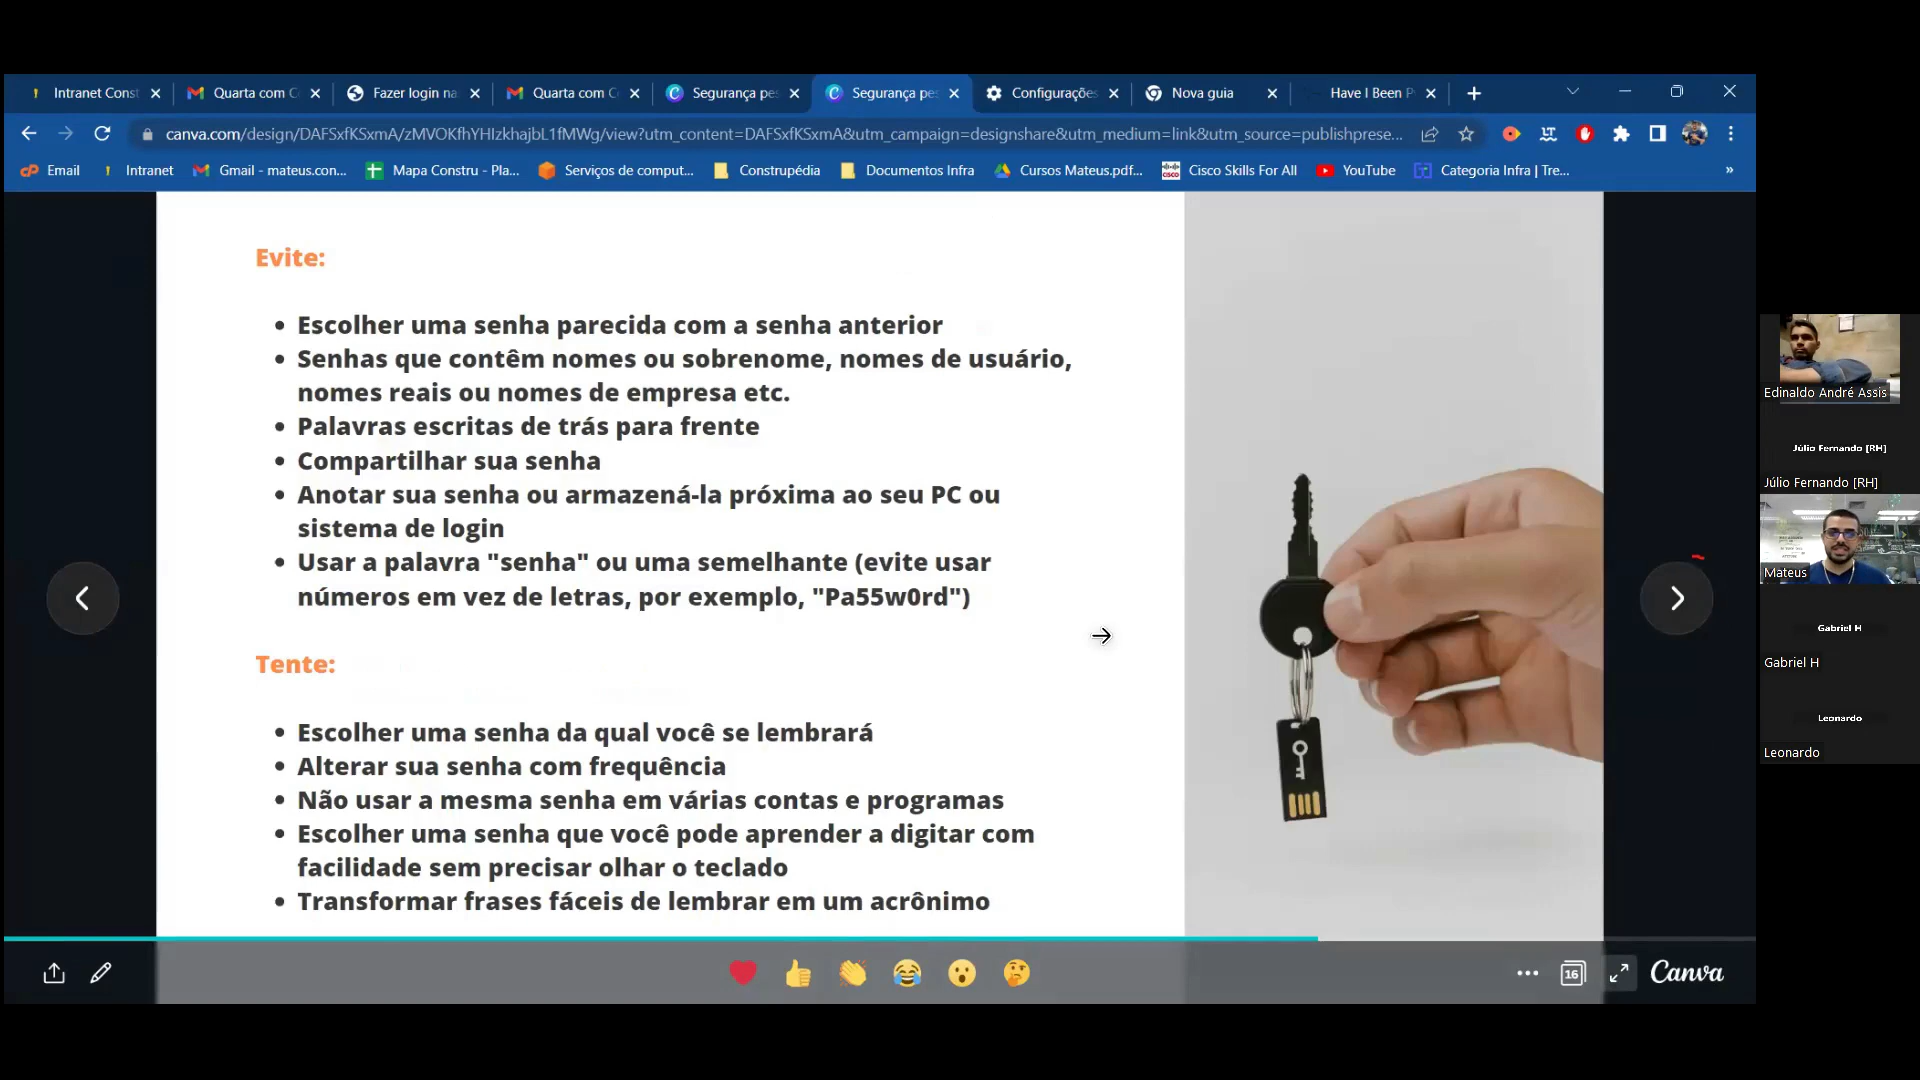 Intranet Const
Quarta com C
Fazer login na
Quarta com C
Segurança pes
Segurança pes
Configurações
Nova guia
Have I Been P
canva.com/design/DAFSxfKSxmA/zMVOKfhYHIzkhajbL1fMWg/view?utm_content=DAFSxfKSxmA&utm_campaign=designshare&utm_medium=link&utm_source=publishprese...
Email
Intranet
Gmail - mateus.con...
Mapa Constru - Pla...
Serviços de comput...
Construpédia
Documentos Infra
Cursos Mateus.pdf...
Cisco Skills For All
YouTube
Categoria Infra | Tre...
»
Evite:
• Escolher uma senha parecida com a senha anterior
• Senhas que contêm nomes ou sobrenome, nomes de usuário,
nomes reais ou nomes de empresa etc.
• Palavras escritas de trás para frente
• Compartilhar sua senha
• Anotar sua senha ou armazená-la próxima ao seu PC ou
sistema de login
• Usar a palavra "senha" ou uma semelhante (evite usar
números em vez de letras, por exemplo, "Pa55w0rd")
Tente:
• Escolher uma senha da qual você se lembrará
• Alterar sua senha com frequência
• Não usar a mesma senha em várias contas e programas
• Escolher uma senha que você pode aprender a digitar com
facilidade sem precisar olhar o teclado
• Transformar frases fáceis de lembrar em um acrônimo
16
Canva
Edinaldo André Assis
Júlio Fernando [RH]
Júlio Fernando [RH]
Mateus
Gabriel H
Gabriel H
Leonardo
Leonardo